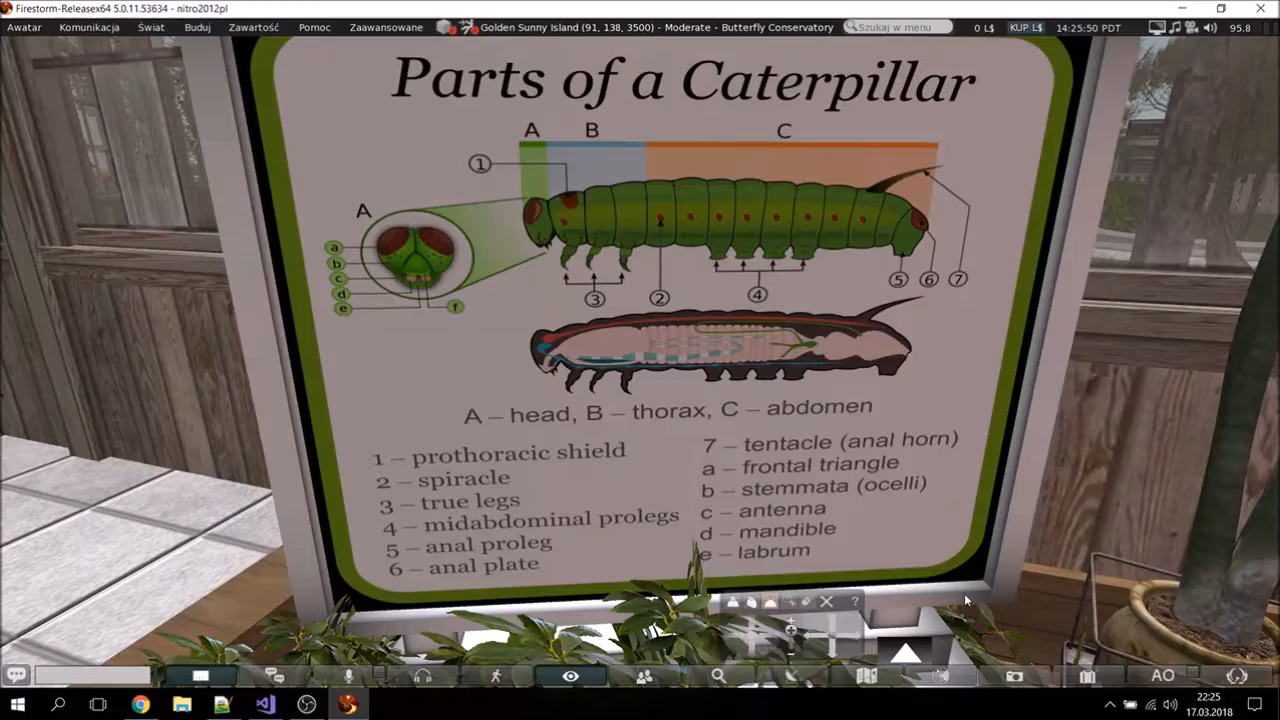 Firestorm-Releasex64 5.0.11.53634 - nitro2012pl
Awatar Komunikacja Świat Buduj Zawartość Pomoc Zaawansowane Golden Sunny Island (91, 138, 3500) - Moderate - Butterfly Conservatory Szukaj w menu 0 L$ KUP L$ 14:25:50 PDT 95.8
Parts of a Caterpillar
A B C
1
A
a
b
c
d
e
f
3 2 4 5 6 7
A – head, B – thorax, C – abdomen
1 – prothoracic shield
2 – spiracle
3 – true legs
4 – midabdominal prolegs
5 – anal proleg
6 – anal plate
7 – tentacle (anal horn)
a – frontal triangle
b – stemmata (ocelli)
c – antenna
d – mandible
e – labrum
?
AO
22:25
17.03.2018